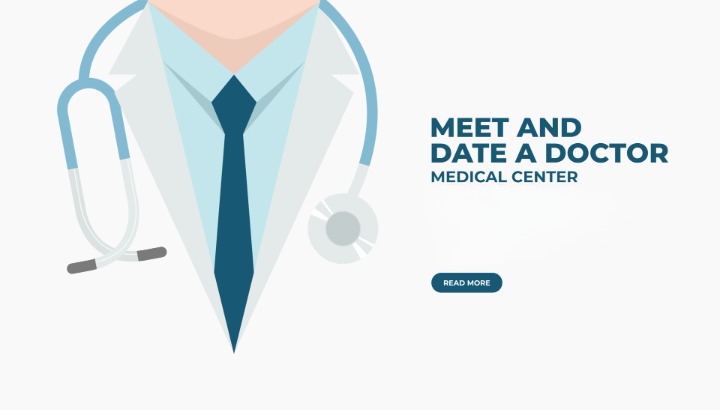 MEET AND
DATE A DOCTOR
MEDICAL CENTER
READ MORE